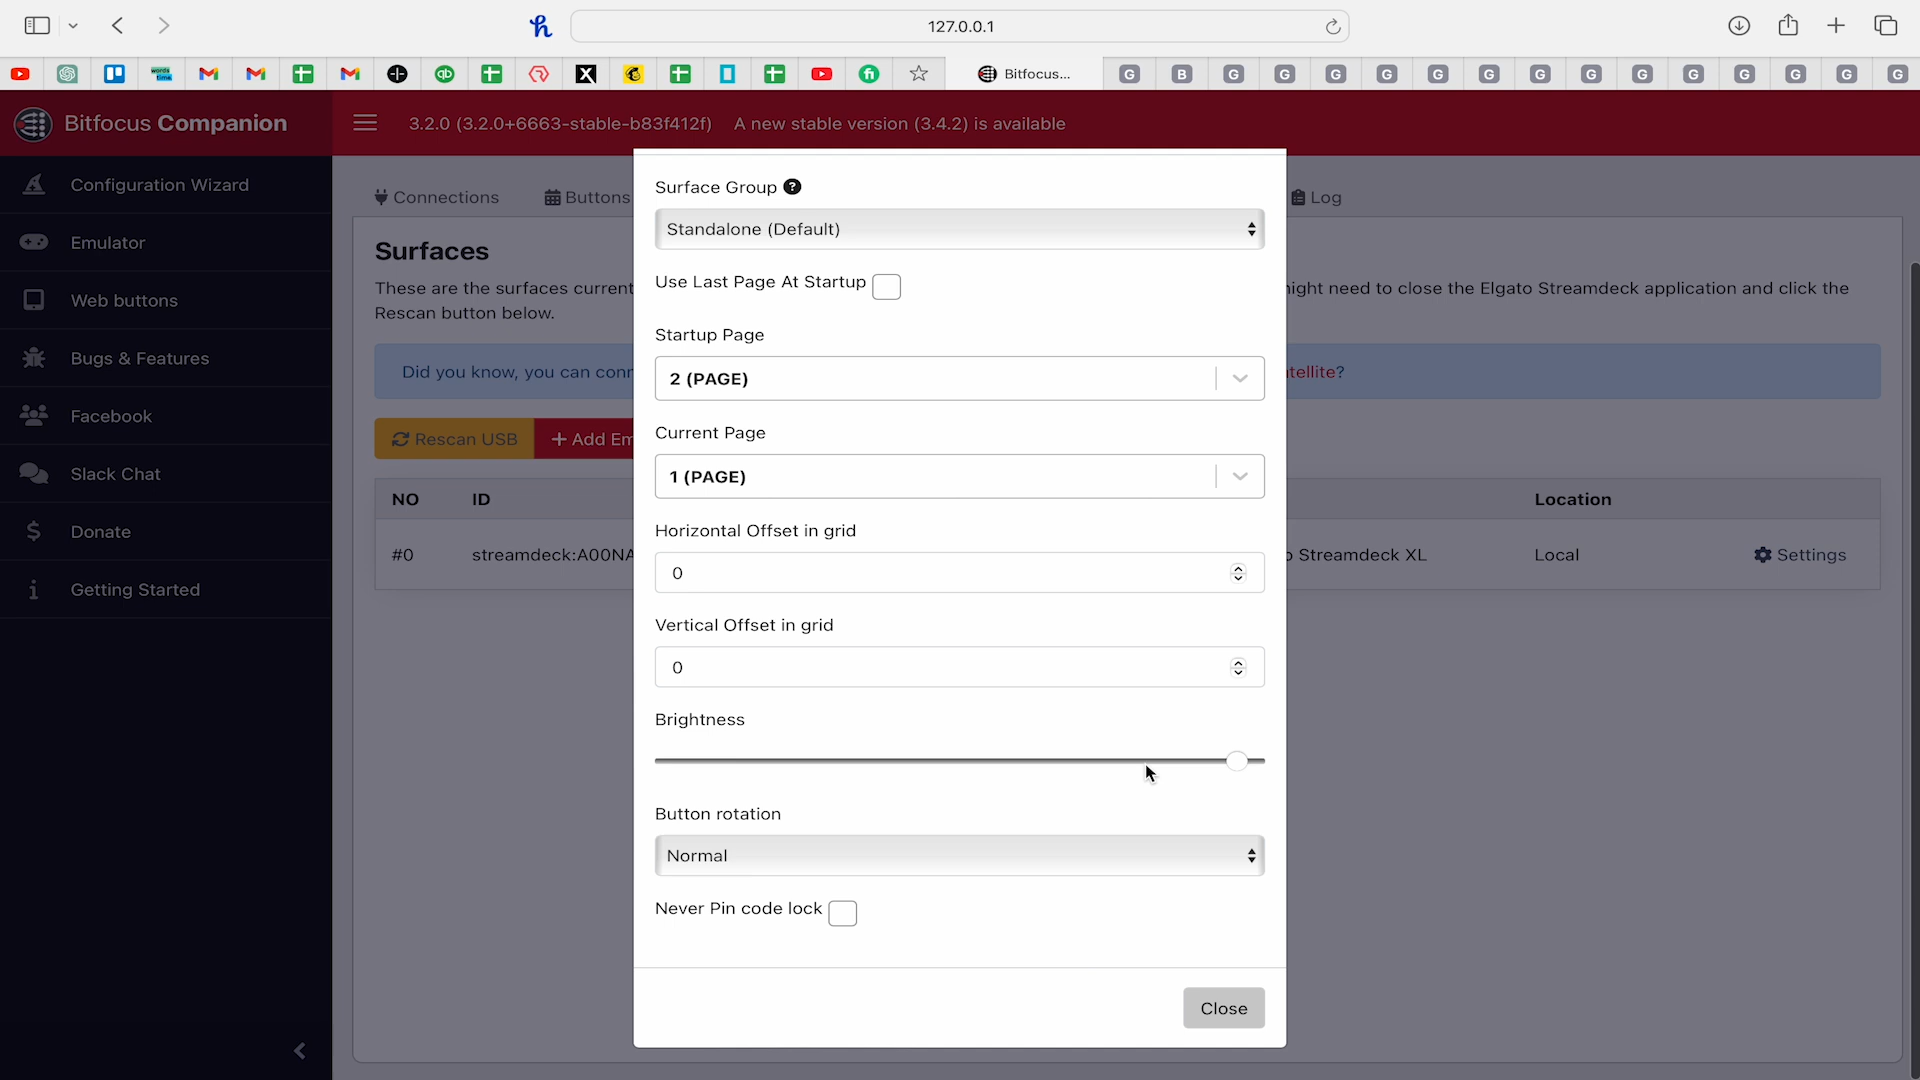 127.0.0.1
words
time
qb
X
Bitfocus...
G
B
G
G
G
G
G
G
G
G
G
G
G
G
G
G
Bitfocus Companion
3.2.0 (3.2.0+6663-stable-b83f412f)
A new stable version (3.4.2) is available
Configuration Wizard
Emulator
Web buttons
Bugs & Features
Facebook
Slack Chat
Donate
Getting Started
Connections
Buttons
Log
Surfaces
These are the surfaces current
ight need to close the Elgato Streamdeck application and click the
Rescan button below.
Did you know, you can conn
tellite?
Rescan USB
+ Add Em
NO
ID
Location
#0
streamdeck:A00NA
o Streamdeck XL
Local
Settings
Surface Group ?
Standalone (Default)
Use Last Page At Startup
Startup Page
2 (PAGE)
Current Page
1 (PAGE)
Horizontal Offset in grid
0
Vertical Offset in grid
0
Brightness
Button rotation
Normal
Never Pin code lock
Close